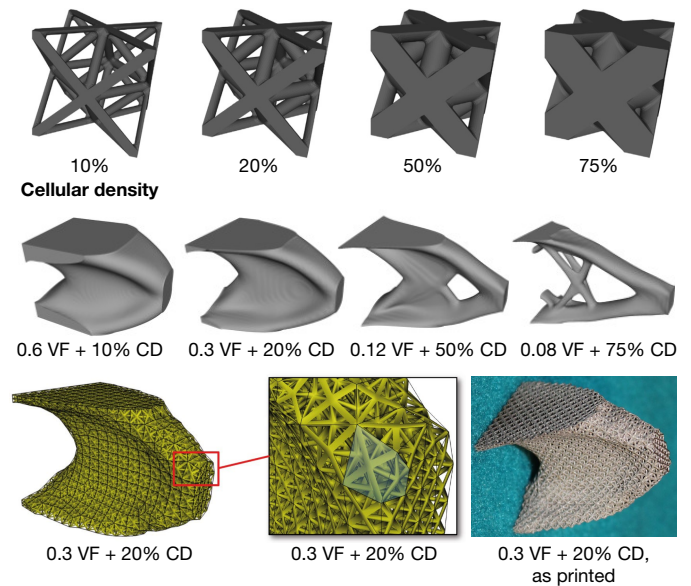 10%
20%
50%
75%
Cellular density
0.6 VF + 10% CD
0.3 VF + 20% CD
0.12 VF + 50% CD
0.08 VF + 75% CD
0.3 VF + 20% CD
0.3 VF + 20% CD
0.3 VF + 20% CD,
as printed